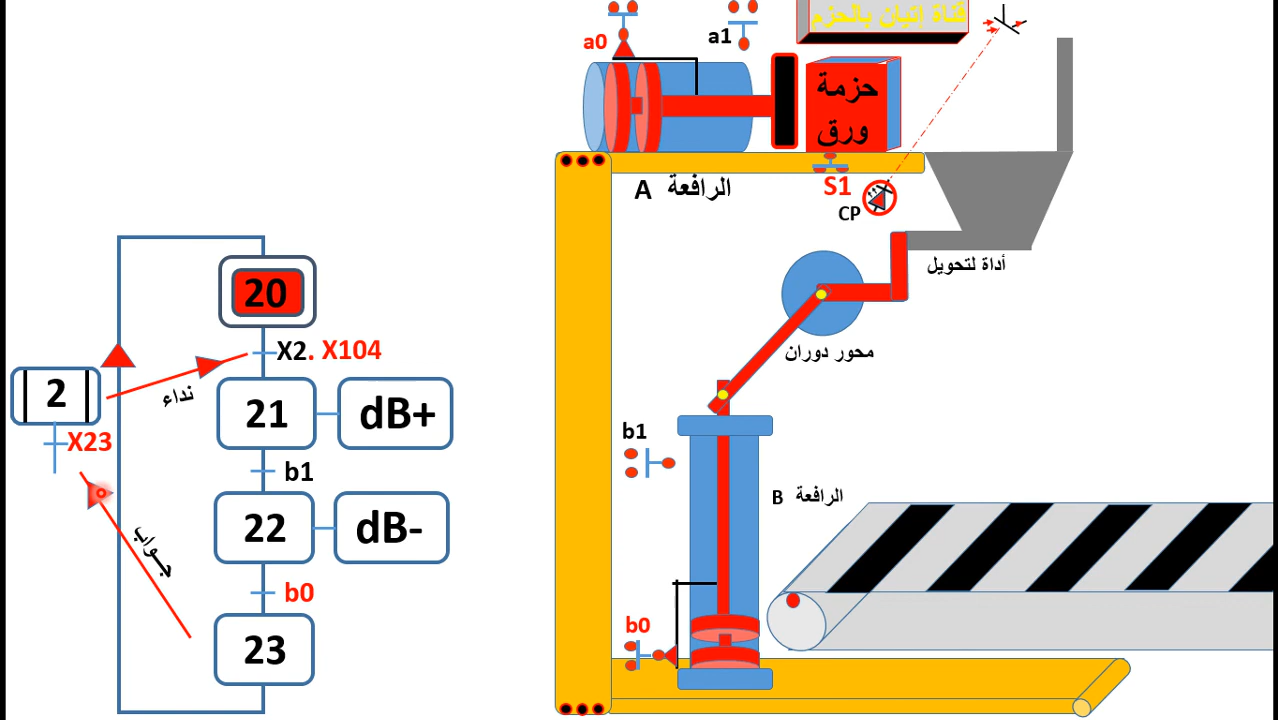 قناة إتيان بالحزم
a0
a1
حزمة
ورق
الرافعة A
S1
CP
أداة لتحويل
محور دوران
20
X2. X104
2
نداء
21
dB+
X23
b1
b1
الرافعة B
22
dB-
جواب
b0
b0
23